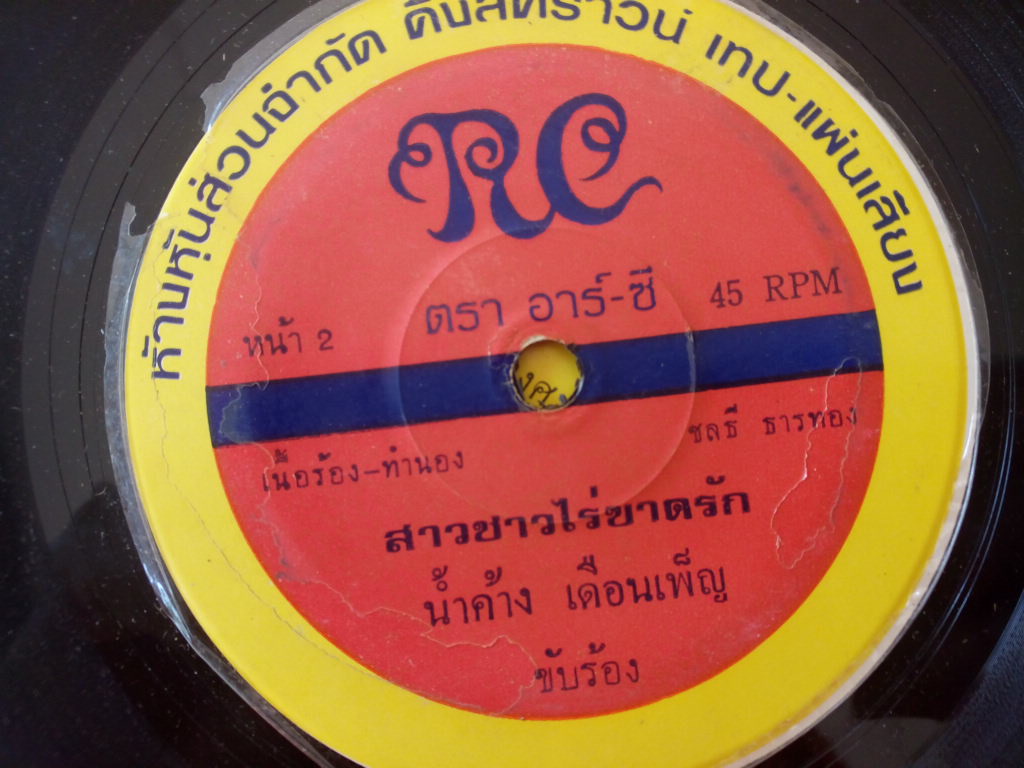 ห้างหุ้นส่วนจำกัด คิงส์คราวน์ เทป-แผ่นเสียง
RC
ตรา อาร์-ซี
45 RPM
หน้า 2
เนื้อร้อง-ทำนอง
ชลธี ธารทอง
สาวชาวไร่ขาดรัก
น้ำค้าง เดือนเพ็ญ
ขับร้อง